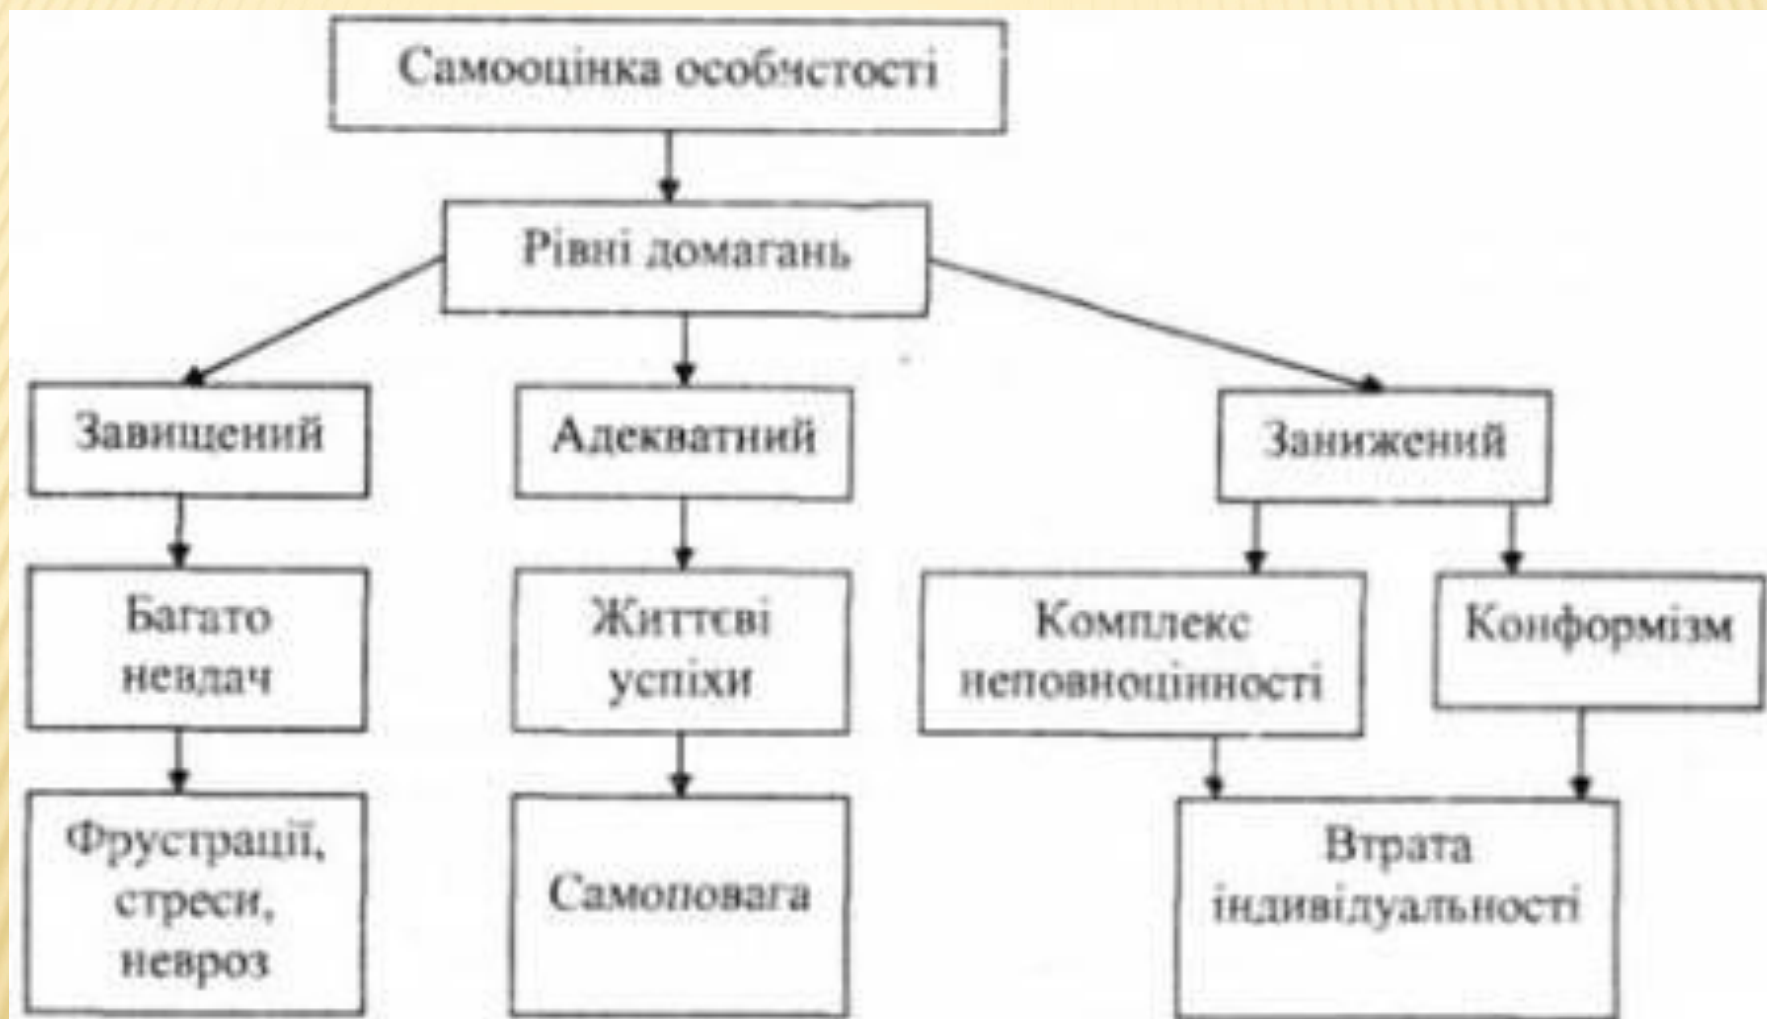 Самооцінка особистості
Рівні домагань
Завищений
Адекватний
Занижений
Багато
невдач
Життєві
успіхи
Комплекс
неповноцінності
Конформізм
Фрустрації,
стреси,
невроз
Самоповага
Втрата
індивідуальності